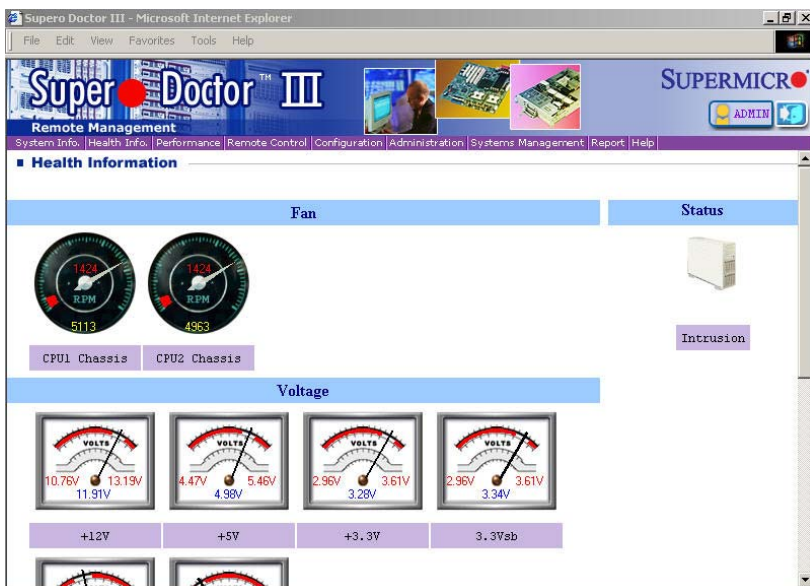 Supero Doctor III - Microsoft Internet Explorer
File Edit View Favorites Tools Help
Super Doctor™ III
SUPERMICR
Remote Management
ADMIN
System Info. Health Info. Performance Remote Control Configuration Administration Systems Management Report Help
Health Information
Fan
Status
1424
RPM
5113
1424
RPM
4963
CPU1 Chassis
CPU2 Chassis
Intrusion
Voltage
VOLTS
10.76V 13.19V
11.91V
VOLTS
4.47V 5.46V
4.98V
VOLTS
2.96V 3.61V
3.28V
VOLTS
2.96V 3.61V
3.34V
+12V
+5V
+3.3V
3.3Vsb